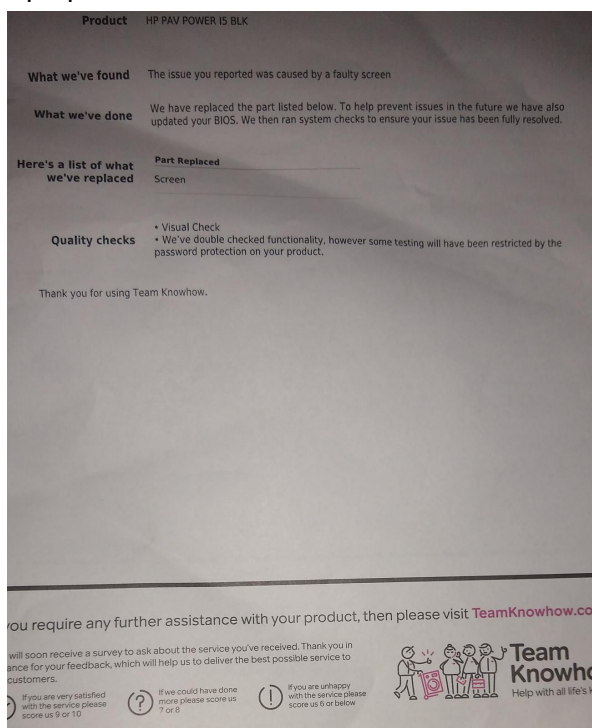 Product HP PAV POWER I5 BLK
What we've found The issue you reported was caused by a faulty screen
What we've done We have replaced the part listed below. To help prevent issues in the future we have also
updated your BIOS. We then ran system checks to ensure your issue has been fully resolved.
Here's a list of what
we've replaced
Part Replaced
Screen
Quality checks
• Visual Check
• We've double checked functionality, however some testing will have been restricted by the
password protection on your product.
Thank you for using Team Knowhow.
you require any further assistance with your product, then please visit TeamKnowhow.co
will soon receive a survey to ask about the service you've received. Thank you in
ance for your feedback, which will help us to deliver the best possible service to
customers.
If you are very satisfied
with the service please
score us 9 or 10
?
If we could have done
more please score us
7 or 8
!
If you are unhappy
with the service please
score us 6 or below
Team
Knowho
Help with all life's